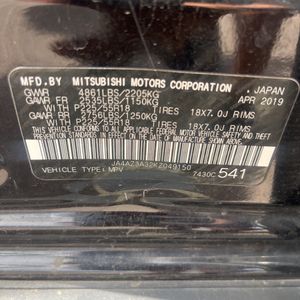 MFD.BY MITSUBISHI MOTORS CORPORATION, JAPAN
GVWR 4861LBS/2205KG APR 2019
GAWR FR 2535LBS/1150KG
WITH P225/55R18 TIRES 18X7.0J RIMS
GAWR RR 2756LBS/1250KG
WITH P225/55R18 TIRES 18X7.0J RIMS
THIS VEHICLE CONFORMS TO ALL APPLICABLE
FEDERAL MOTOR VEHICLE SAFETY AND THEFT
PREVENTION STANDARDS IN EFFECT ON THE
DATE OF MANUFACTURE SHOWN ABOVE.
JA4AZ3A32KZ049150
VEHICLE TYPE: MPV 7430C541